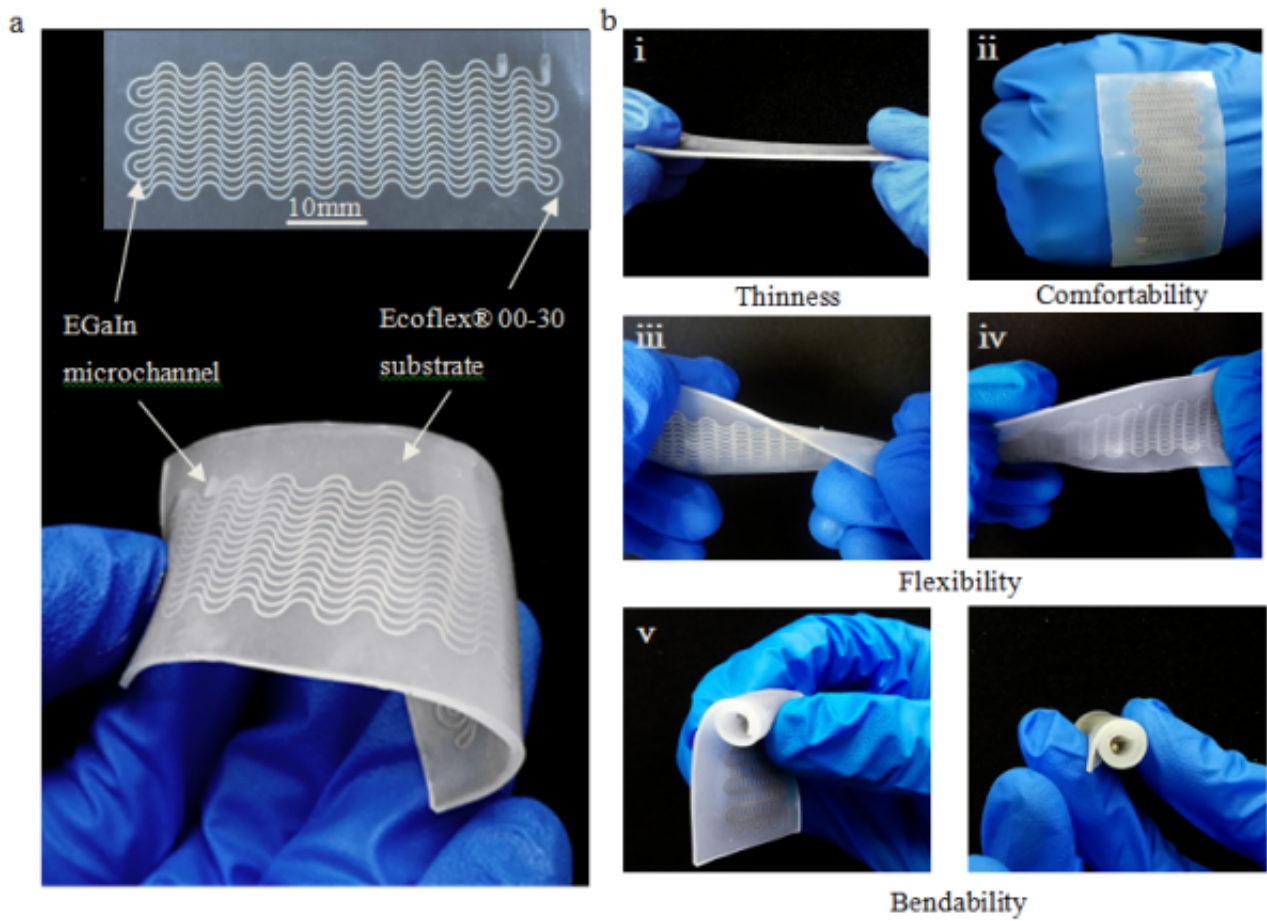 a
b
10mm
EGaIn
microchannel
Ecoflex® 00-30
substrate
i
ii
Thinness
Comfortability
iii
iv
Flexibility
v
Bendability